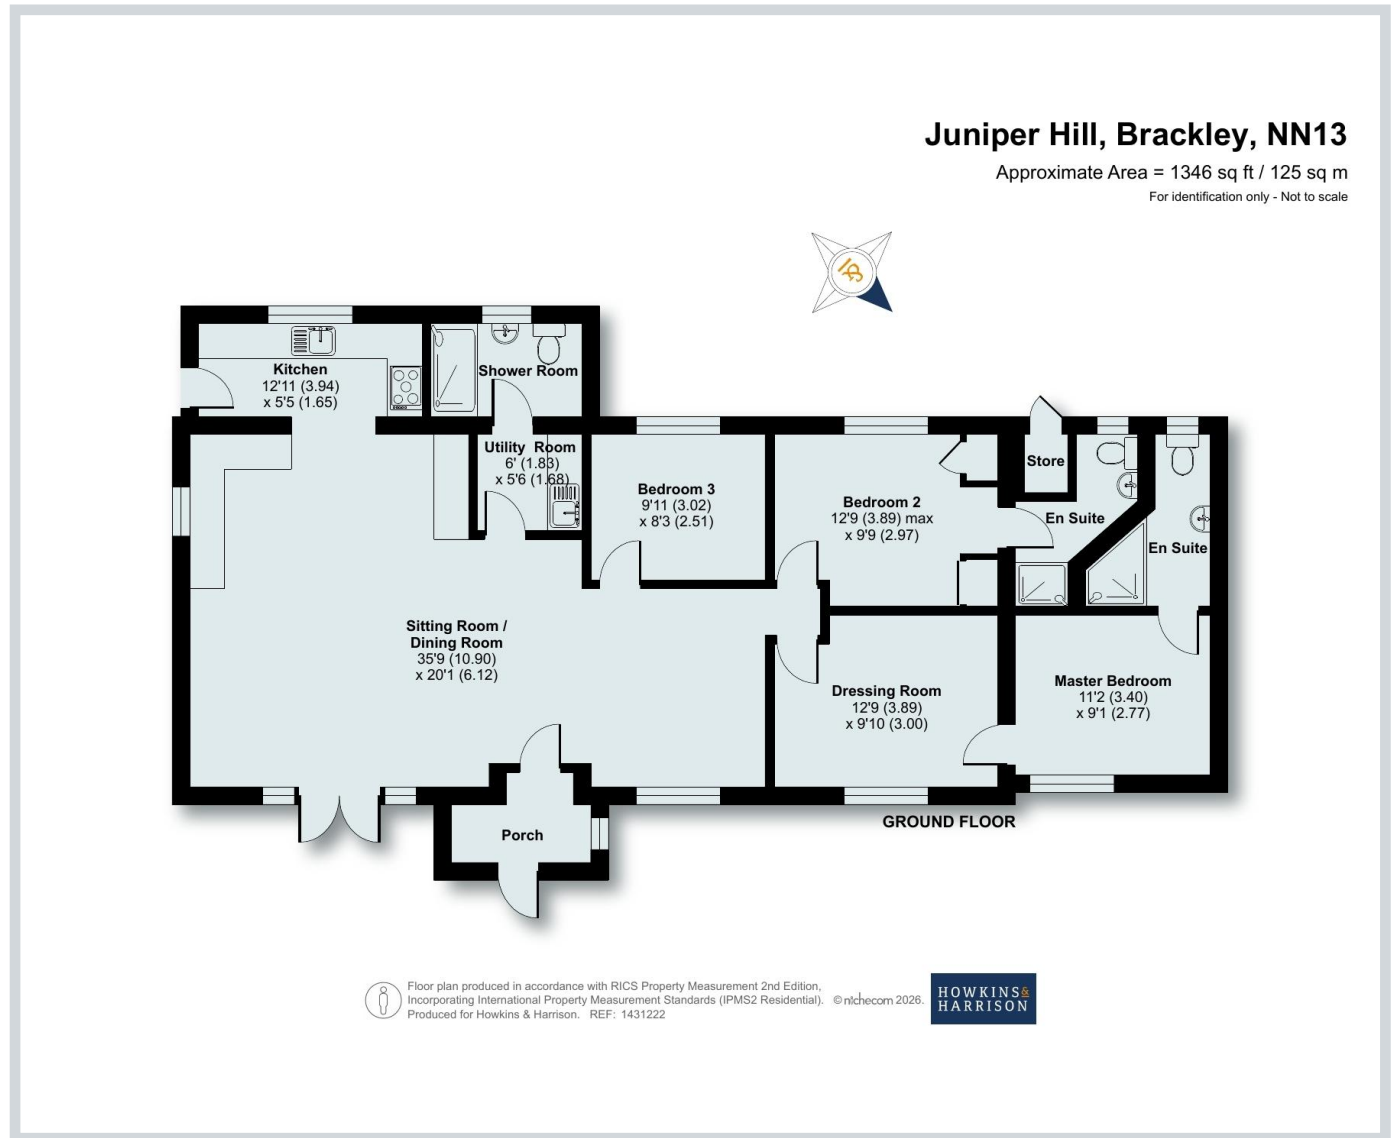 Juniper Hill, Brackley, NN13
Approximate Area = 1346 sq ft / 125 sq m
For identification only - Not to scale
Kitchen
12'11 (3.94)
x 5'5 (1.65)
Shower Room
Utility Room
6' (1.83)
x 5'6 (1.68)
Bedroom 3
9'11 (3.02)
x 8'3 (2.51)
Bedroom 2
12'9 (3.89) max
x 9'9 (2.97)
Store
En Suite
En Suite
Sitting Room /
Dining Room
35'9 (10.90)
x 20'1 (6.12)
Dressing Room
12'9 (3.89)
x 9'10 (3.00)
Master Bedroom
11'2 (3.40)
x 9'1 (2.77)
Porch
GROUND FLOOR
Floor plan produced in accordance with RICS Property Measurement 2nd Edition,
Incorporating International Property Measurement Standards (IPMS2 Residential). © nichecom 2026.
Produced for Howkins & Harrison. REF: 1431222
HOWKINS &
HARRISON